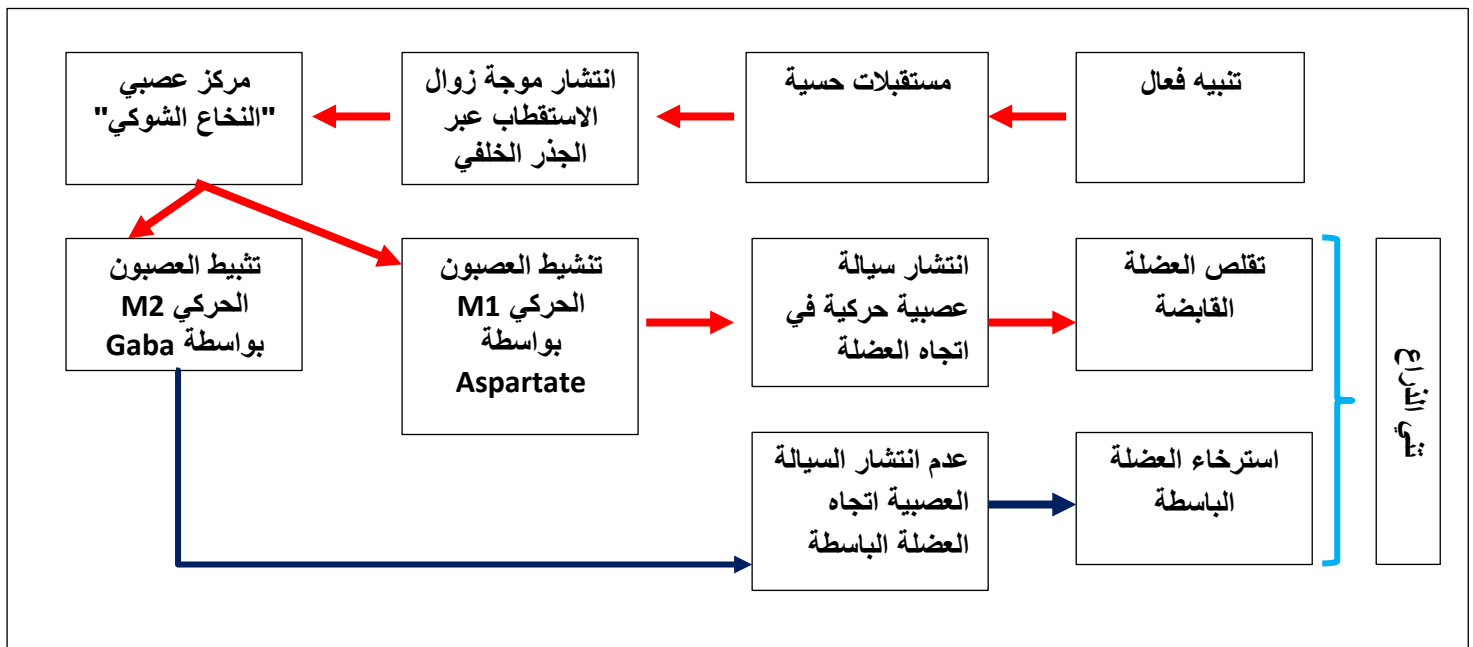 تنبيه فعال
مستقبلات حسية
انتشار موجة زوال
الاستقطاب عبر
الجذر الخلفي
مركز عصبي
"النخاع الشوكي"
تثبيط العصبون
الحركي M2
بواسطة Gaba
تنشيط العصبون
الحركي M1
بواسطة
Aspartate
انتشار سيالة
عصبية حركية في
اتجاه العضلة
تقلص العضلة
القابضة
عدم انتشار السيالة
العصبية اتجاه
العضلة الباسطة
استرخاء العضلة
الباسطة
ثني الذراع